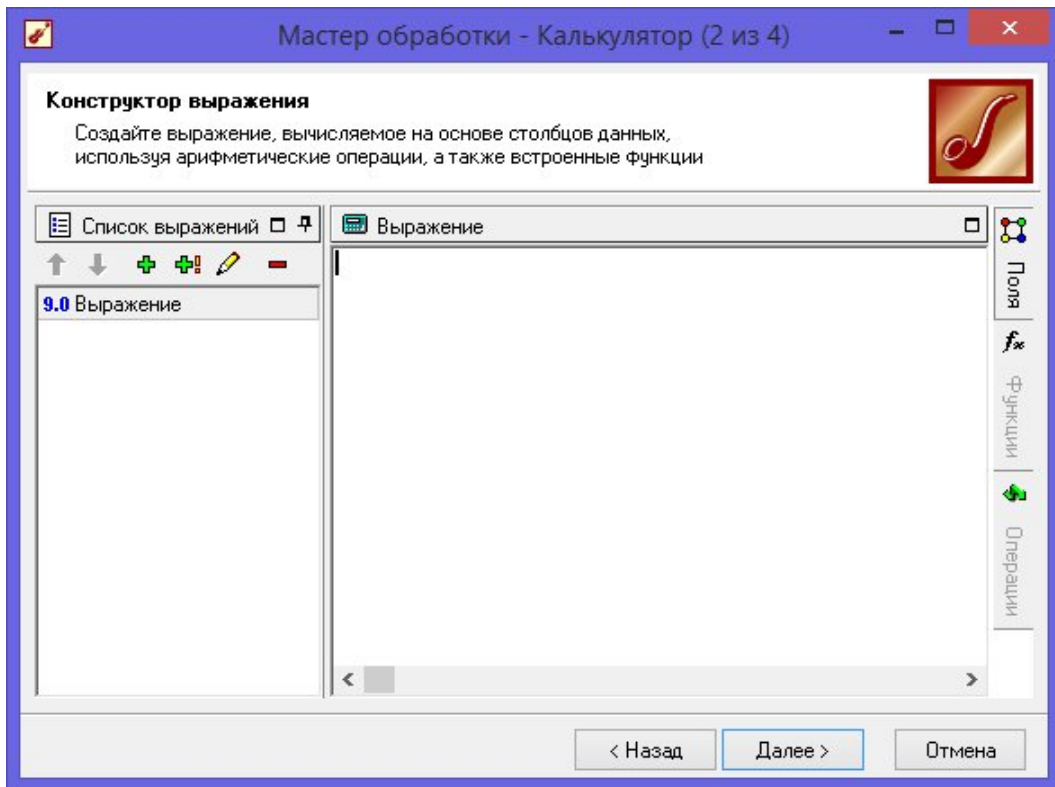 Мастер обработки - Калькулятор (2 из 4)
Конструктор выражения
Создайте выражение, вычисляемое на основе столбцов данных,
используя арифметические операции, а также встроенные функции
Список выражений
Выражение
9.0 Выражение
Поля
fx
Функции
Операции
< Назад
Далее >
Отмена